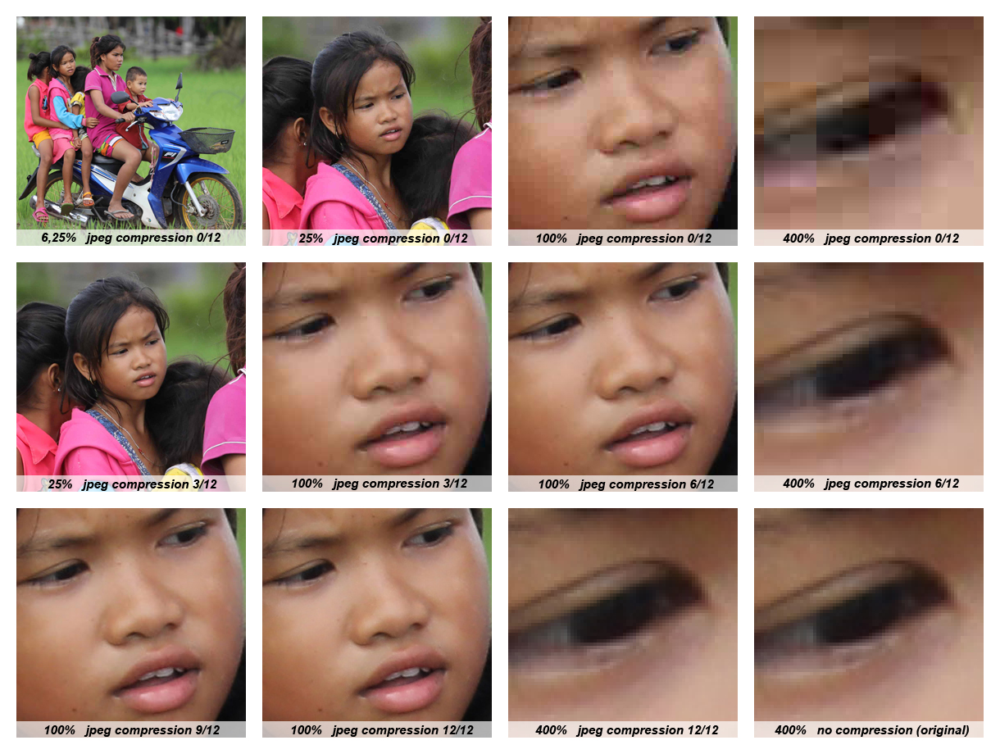 6,25% jpeg compression 0/12
25% jpeg compression 0/12
100% jpeg compression 0/12
400% jpeg compression 0/12
25% jpeg compression 3/12
100% jpeg compression 3/12
100% jpeg compression 6/12
400% jpeg compression 6/12
100% jpeg compression 9/12
100% jpeg compression 12/12
400% jpeg compression 12/12
400% no compression (original)